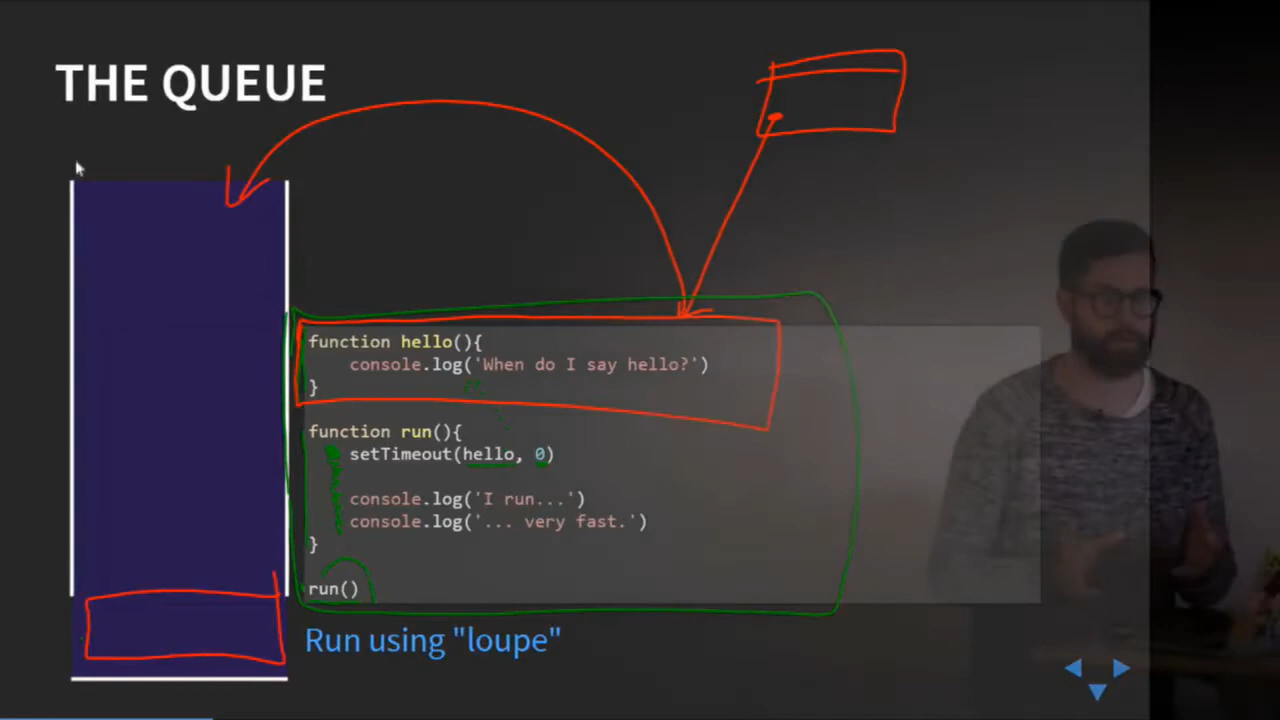 THE QUEUE
function hello(){
console.log('When do I say hello?')
}
function run(){
setTimeout(hello, 0)
console.log('I run...')
console.log('... very fast.')
}
run()
Run using "loupe"